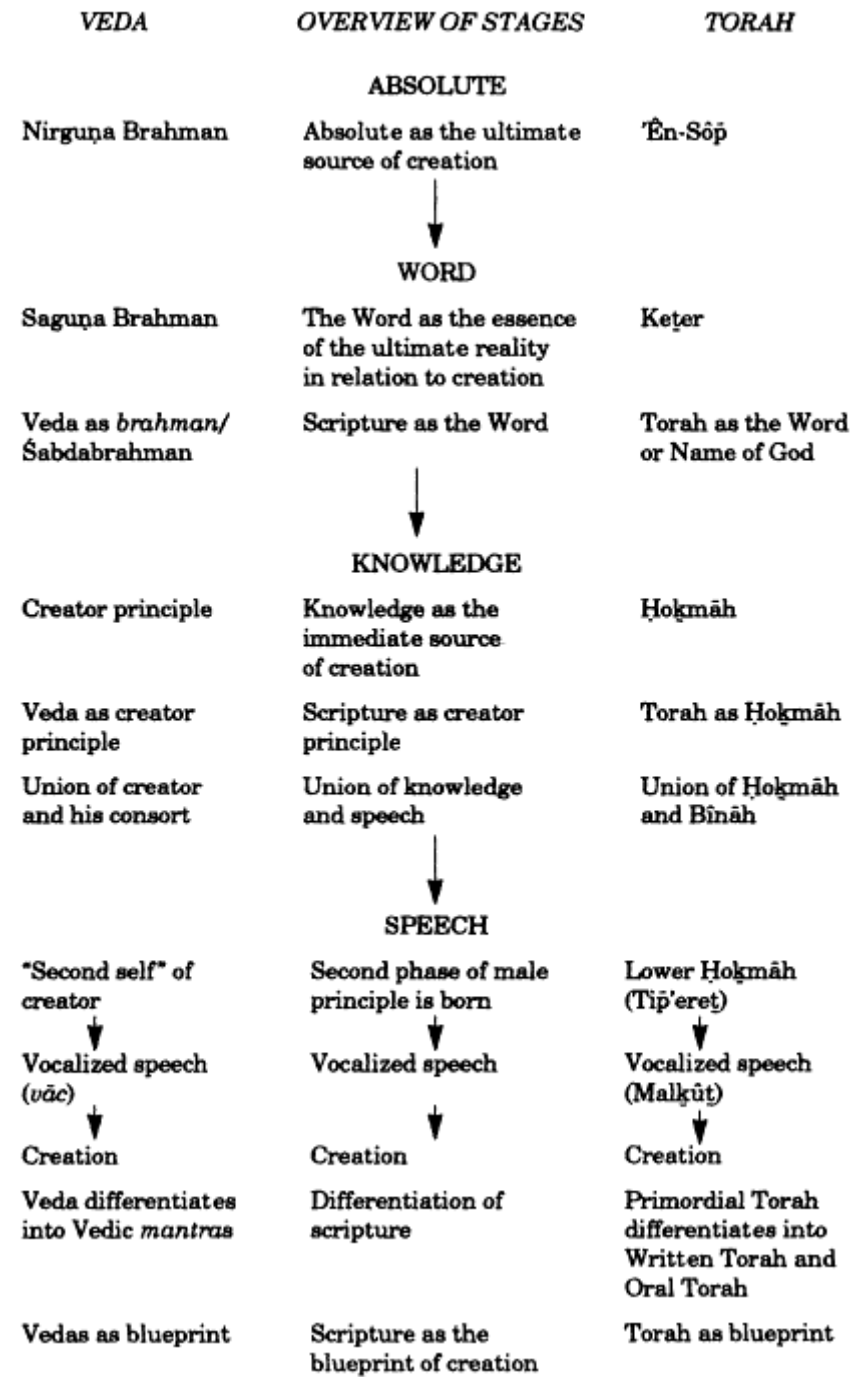 VEDA OVERVIEW OF STAGES TORAH
ABSOLUTE
Nirguṇa Brahman Absolute as the ultimate ʾÊn-Sôp̄
source of creation
WORD
Saguṇa Brahman The Word as the essence Keṯer
of the ultimate reality
in relation to creation
Veda as brahman/ Scripture as the Word Torah as the Word
Śabdabrahman or Name of God
KNOWLEDGE
Creator principle Knowledge as the Ḥoḵmāh
immediate source
of creation
Veda as creator Scripture as creator Torah as Ḥoḵmāh
principle principle
Union of creator Union of knowledge Union of Ḥoḵmāh
and his consort and speech and Bînāh
SPEECH
"Second self" of Second phase of male Lower Ḥoḵmāh
creator principle is born (Tip̄'ereṯ)
Vocalized speech Vocalized speech Vocalized speech
(vāc) (Malḵûṯ)
Creation Creation Creation
Veda differentiates Differentiation of Primordial Torah
into Vedic mantras scripture differentiates into
Written Torah and
Oral Torah
Vedas as blueprint Scripture as the Torah as blueprint
blueprint of creation